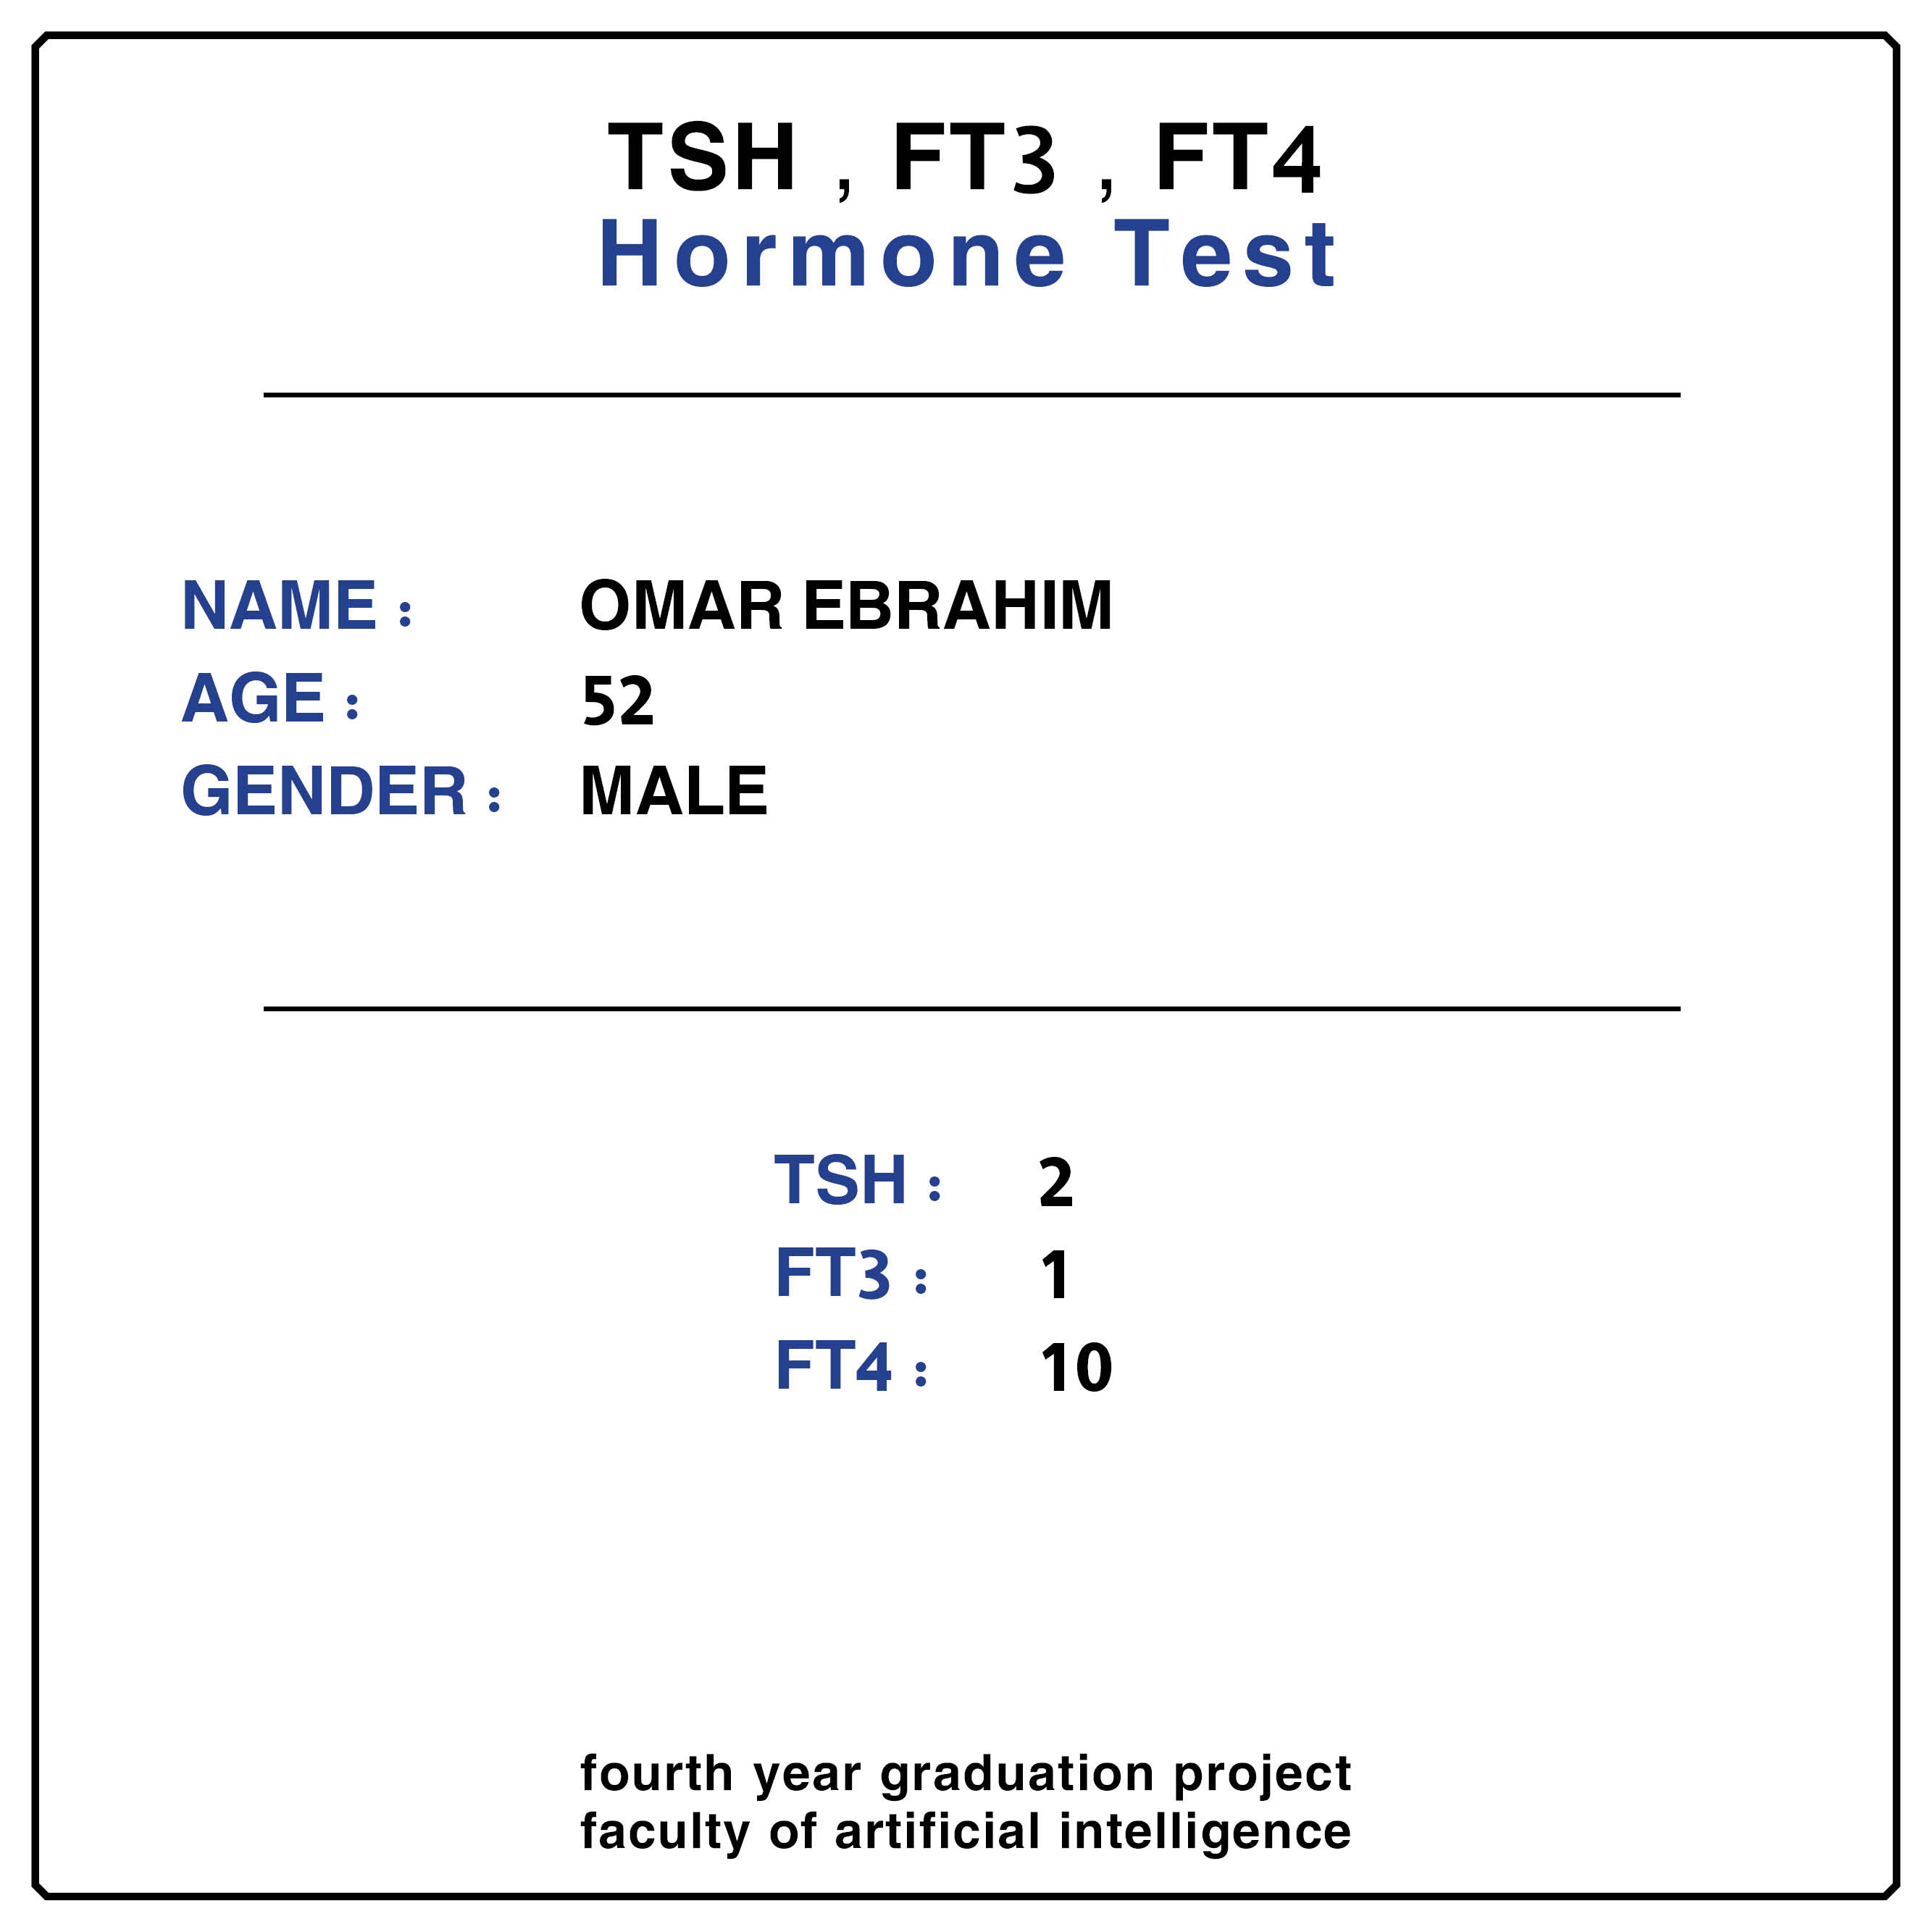 TSH , FT3 , FT4
Hormone Test
NAME : OMAR EBRAHIM
AGE : 52
GENDER : MALE
TSH : 2
FT3 : 1
FT4 : 10
fourth year graduation project
faculty of artificial intelligence